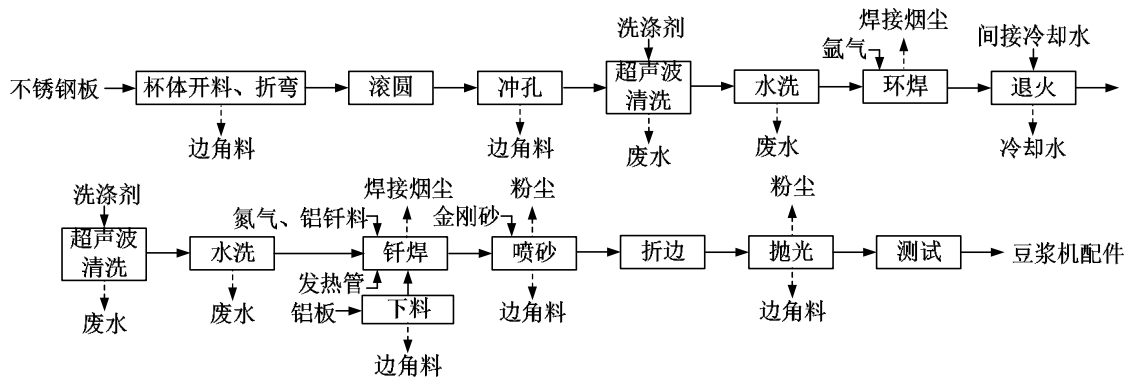 洗涤剂
焊接烟尘
氩气
间接冷却水
不锈钢板
杯体开料、折弯
滚圆
冲孔
超声波
清洗
水洗
环焊
退火
边角料
边角料
废水
废水
冷却水
洗涤剂
焊接烟尘
粉尘
粉尘
氮气、铝钎料
金刚砂
超声波
清洗
水洗
钎焊
喷砂
折边
抛光
测试
豆浆机配件
发热管
铝板
下料
废水
废水
边角料
边角料
边角料